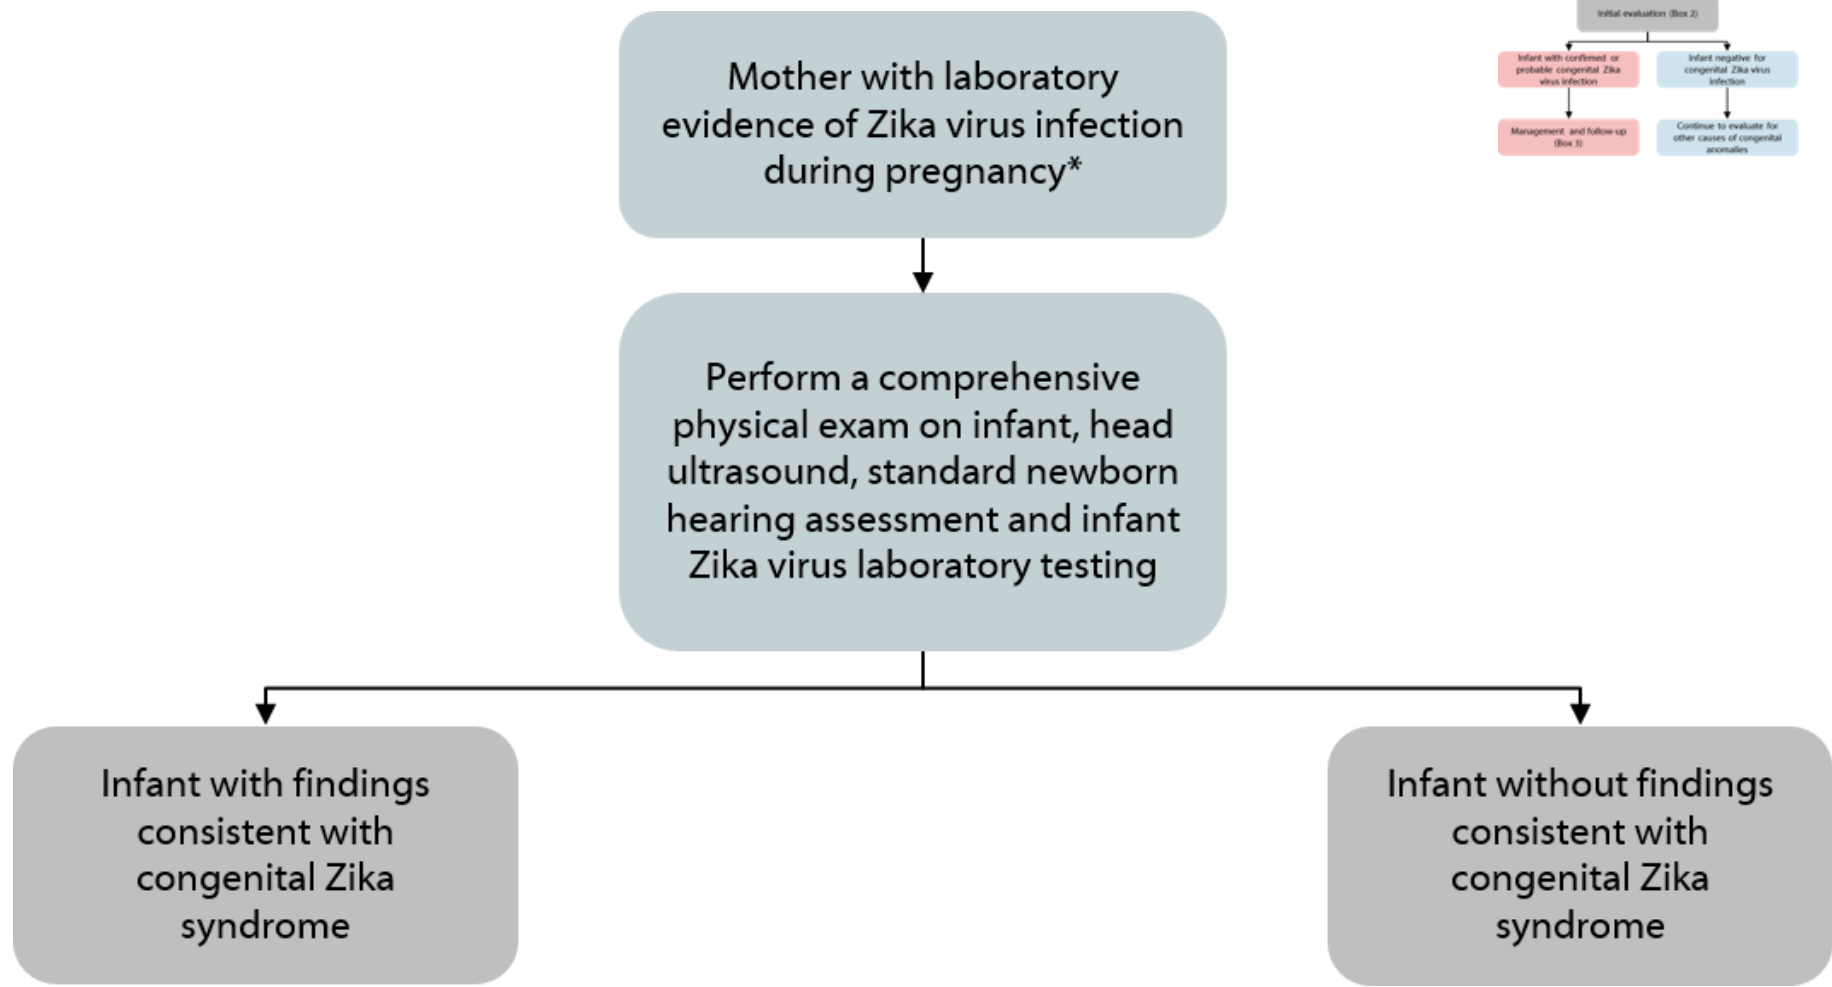 Mother with laboratory
evidence of Zika virus infection
during pregnancy*
Perform a comprehensive
physical exam on infant, head
ultrasound, standard newborn
hearing assessment and infant
Zika virus laboratory testing
Infant with findings
consistent with
congenital Zika
syndrome
Infant without findings
consistent with
congenital Zika
syndrome
Initial evaluation (Box 2)
Infant with confirmed or
probable congenital Zika
virus infection
Infant negative for
congenital Zika virus
infection
Management and follow-up
(Box 3)
Continue to evaluate for
other causes of congenital
anomalies